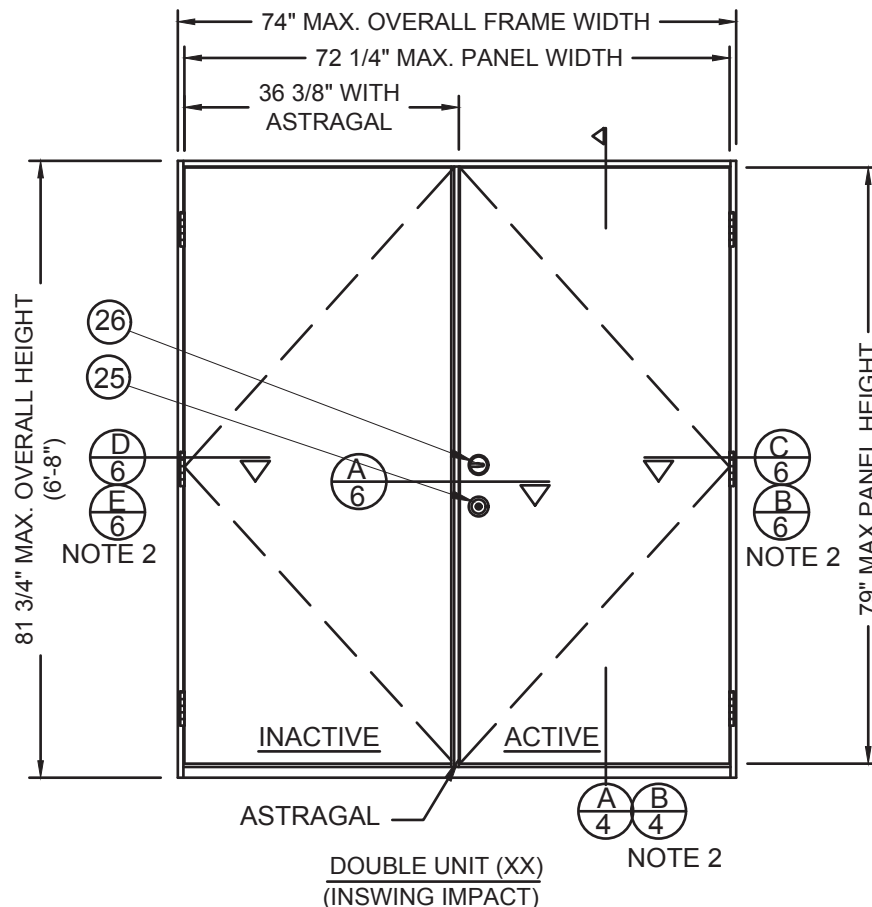 74" MAX. OVERALL FRAME WIDTH
72 1/4" MAX. PANEL WIDTH
36 3/8" WITH
ASTRAGAL
81 3/4" MAX. OVERALL HEIGHT
(6'-8")
79" MAX PANEL HEIGHT
26
25
D
6
E
6
NOTE 2
A
6
C
6
B
6
NOTE 2
INACTIVE
ACTIVE
ASTRAGAL
A
4
B
4
NOTE 2
DOUBLE UNIT (XX)
(INSWING IMPACT)